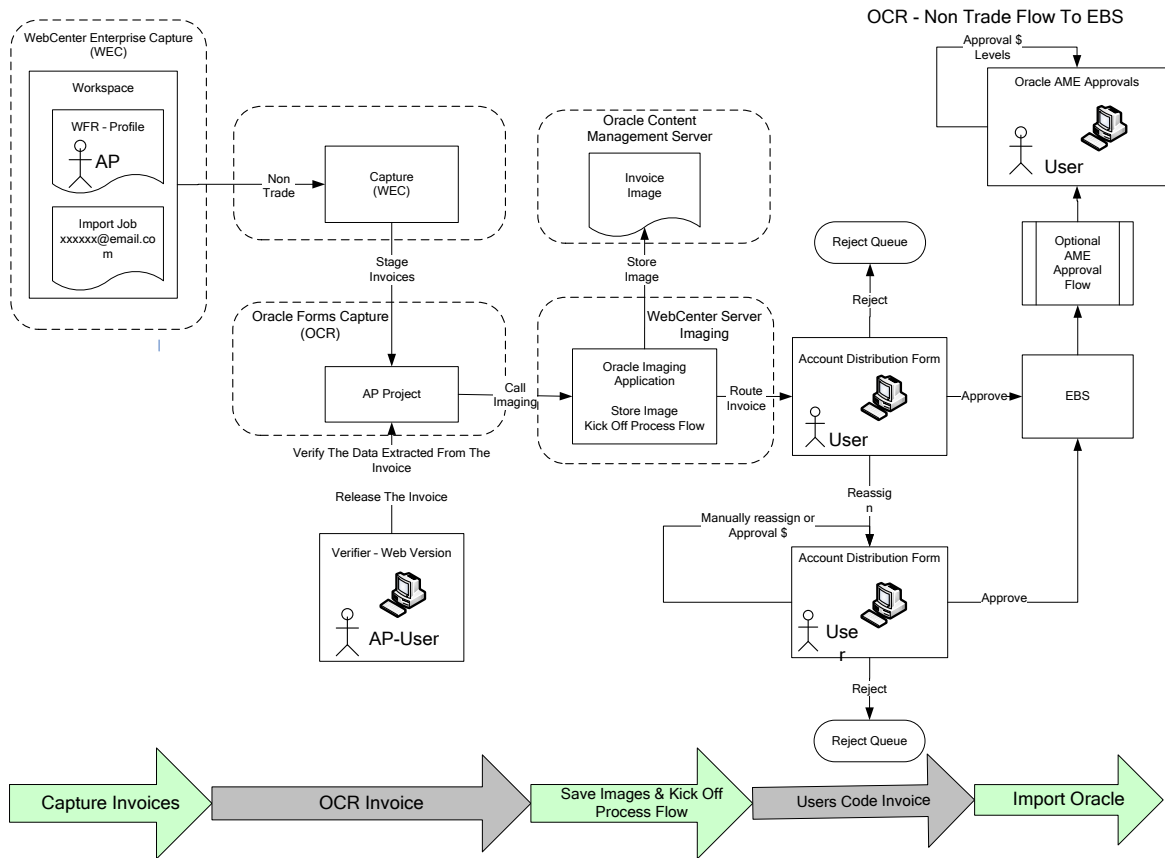 OCR - Non Trade Flow To EBS
WebCenter Enterprise Capture
(WEC)
Workspace
WFR - Profile
AP
Import Job
xxxxxx@email.co
m
Non
Trade
Capture
(WEC)
Stage
Invoices
Oracle Forms Capture
(OCR)
AP Project
Verify The Data Extracted From The
Invoice
Release The Invoice
Verifier - Web Version
AP-User
Call
Imaging
Oracle Content
Management Server
Invoice
Image
Store
Image
WebCenter Server
Imaging
Oracle Imaging
Application
Store Image
Kick Off Process Flow
Route
Invoice
Reject Queue
Reject
Account Distribution Form
User
Approve
Reassig
n
Manually reassign or
Approval $
Account Distribution Form
Use
r
Approve
Reject
Reject Queue
Approval $
Levels
Oracle AME Approvals
User
Optional
AME
Approval
Flow
EBS
Capture Invoices
OCR Invoice
Save Images & Kick Off
Process Flow
Users Code Invoice
Import Oracle